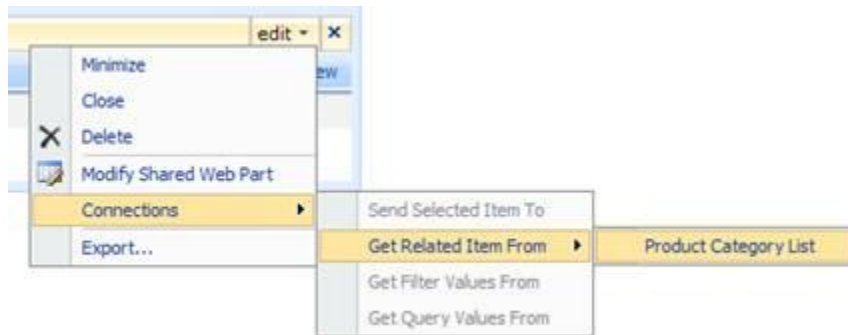 edit
Minimize
ew
Close
Delete
Modify Shared Web Part
Connections
Send Selected Item To
Export...
Get Related Item From
Product Category List
Get Filter Values From
Get Query Values From